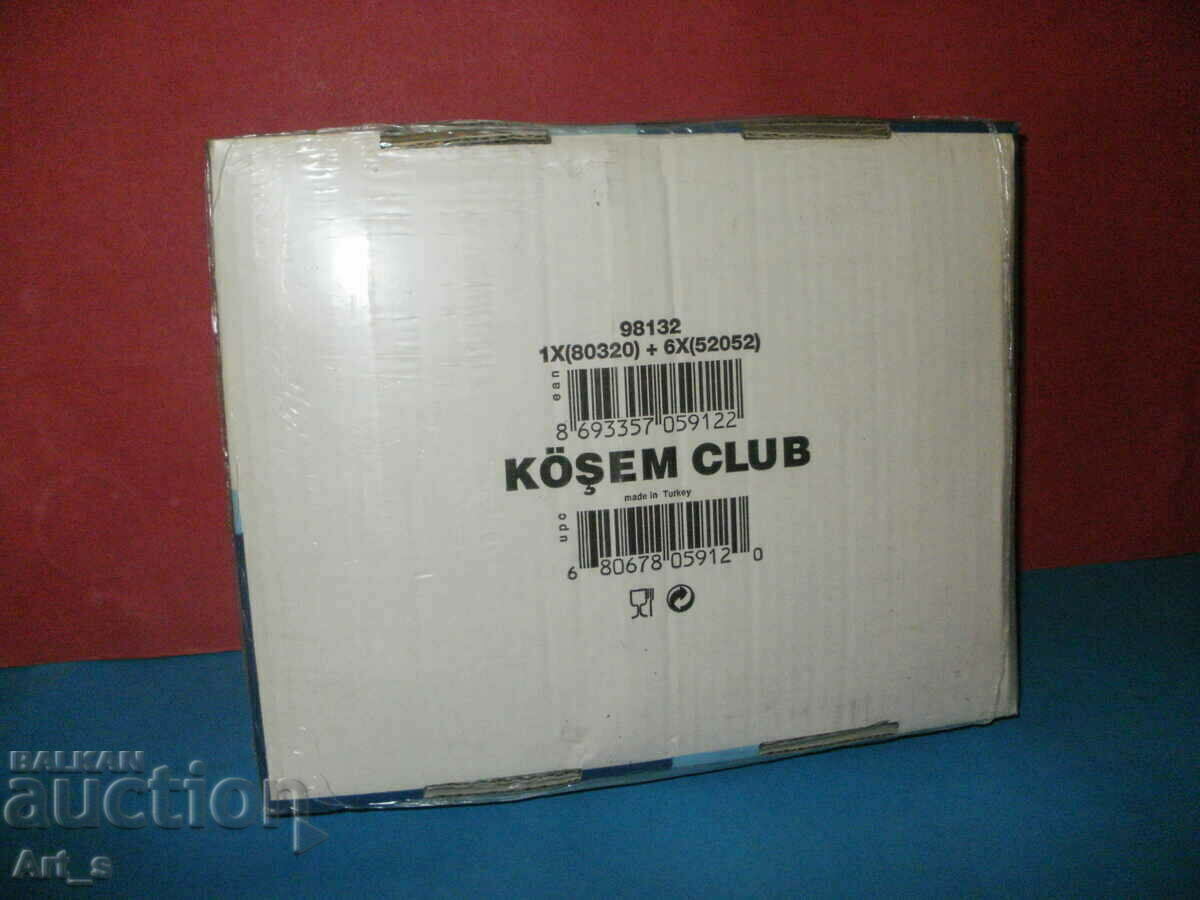 98132
1X(80320) + 6X(52052)
ean
8 693357 059122
KÖŞEM CLUB
made in Turkey
upc
6 80678 05912 0
BALKAN
auction
Art_s